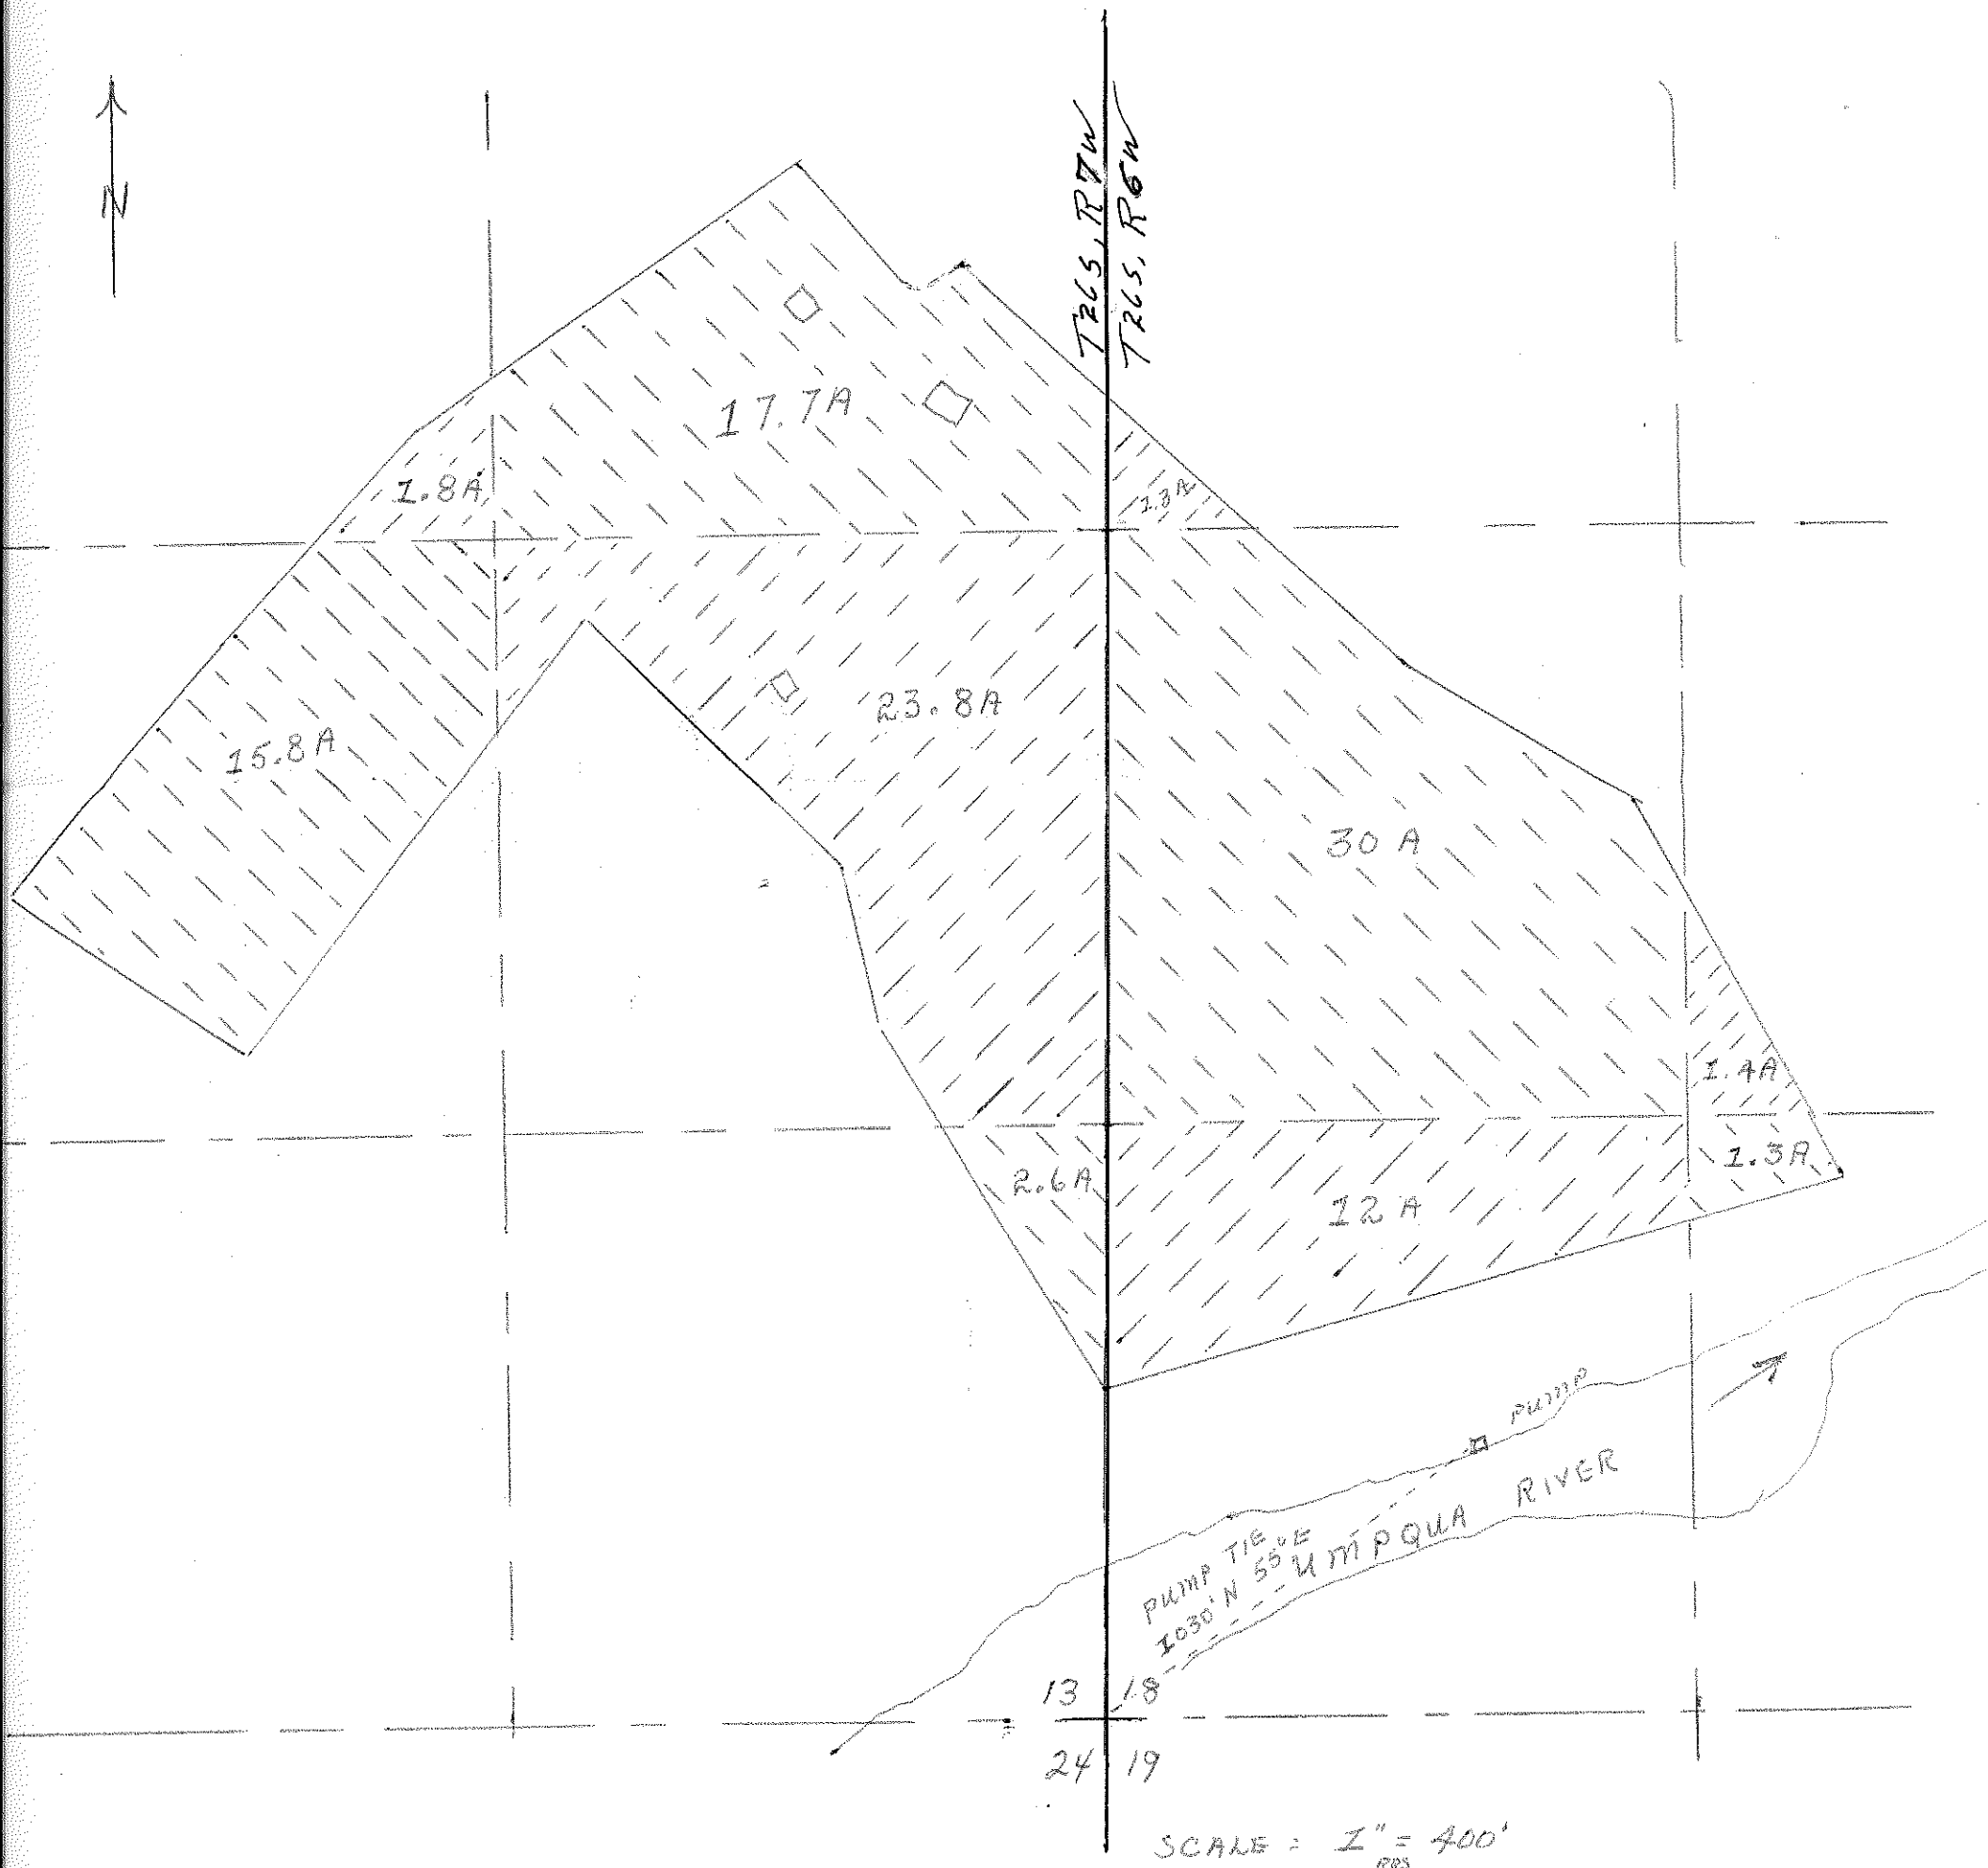 N
T26S, R7W
T26S, R6W
17.7A
1.8A
1.3A
23.8A
15.8A
30 A
1.4A
1.3A
2.6A
12 A
PUMP
RIVER
UMPQUA
PUMP TIE
1030' N 55° E
13 18
24 19
SCALE : 1" = 400'